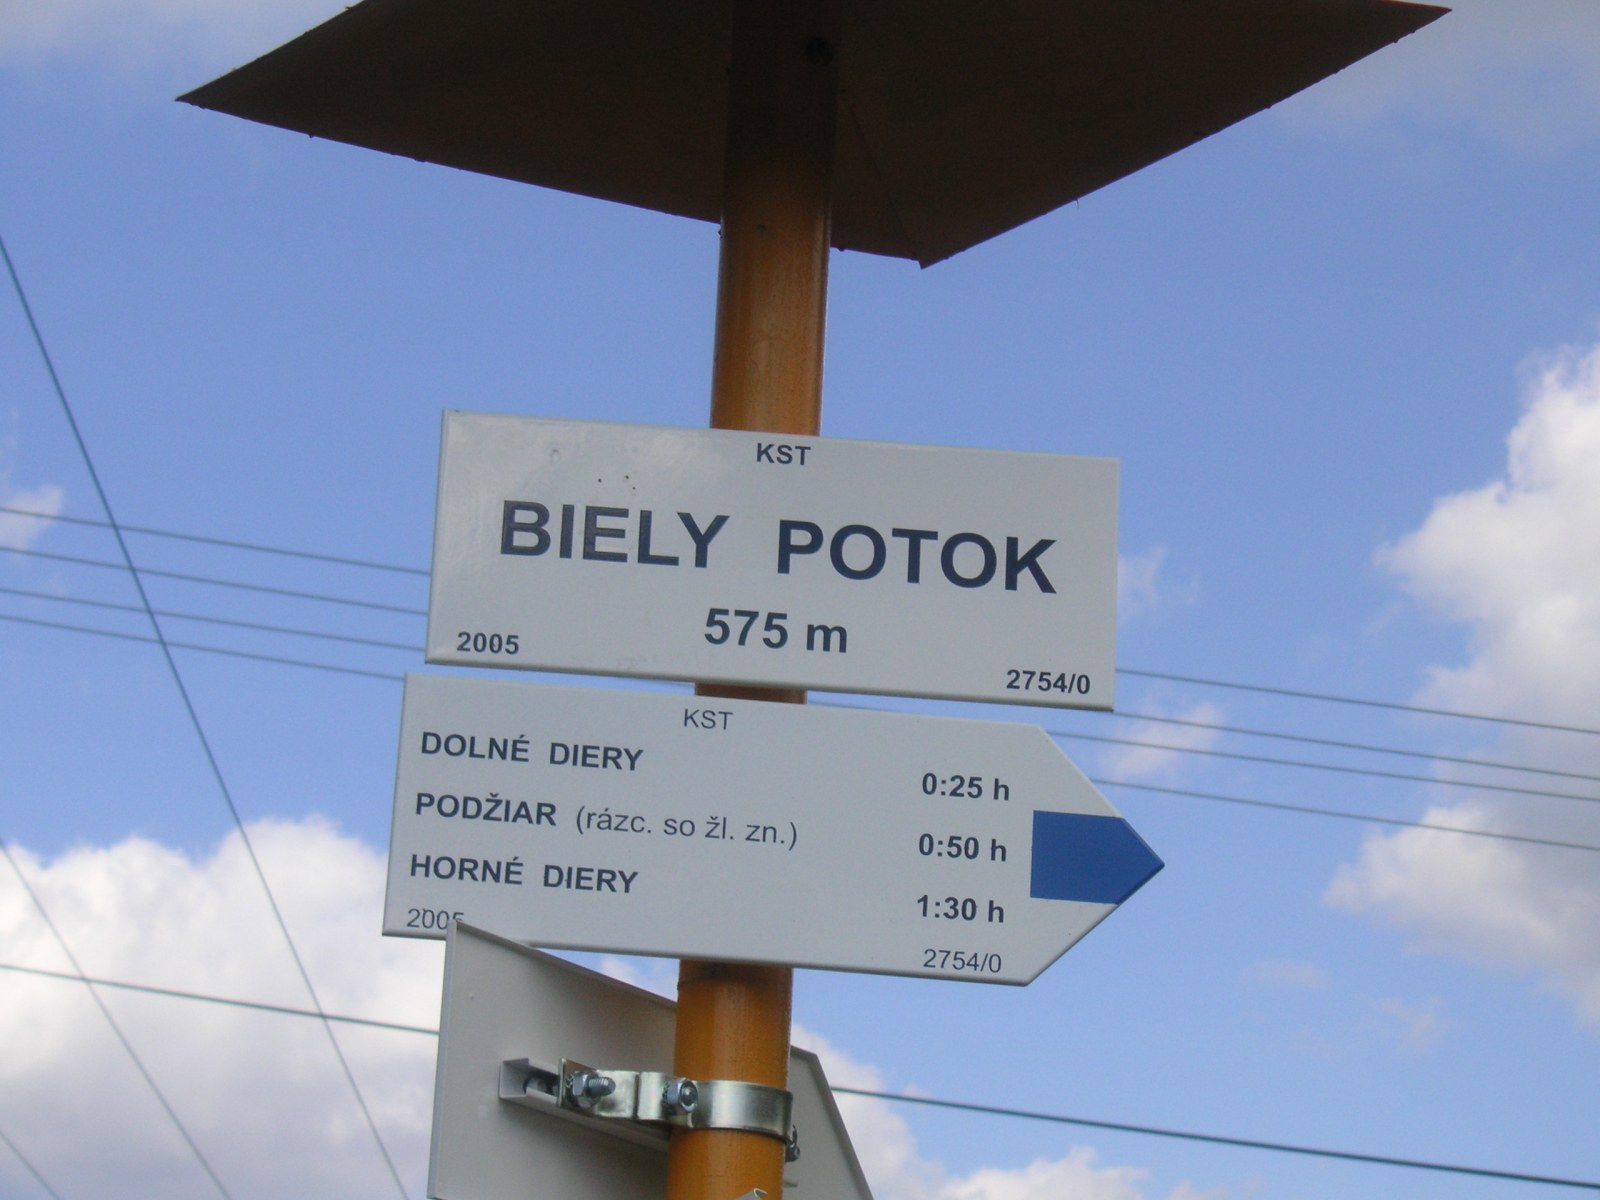 KST
BIELY POTOK
575 m
2005 2754/0
KST
DOLNÉ DIERY 0:25 h
PODŽIAR (rázc. so žl. zn.) 0:50 h
HORNÉ DIERY 1:30 h
2005 2754/0